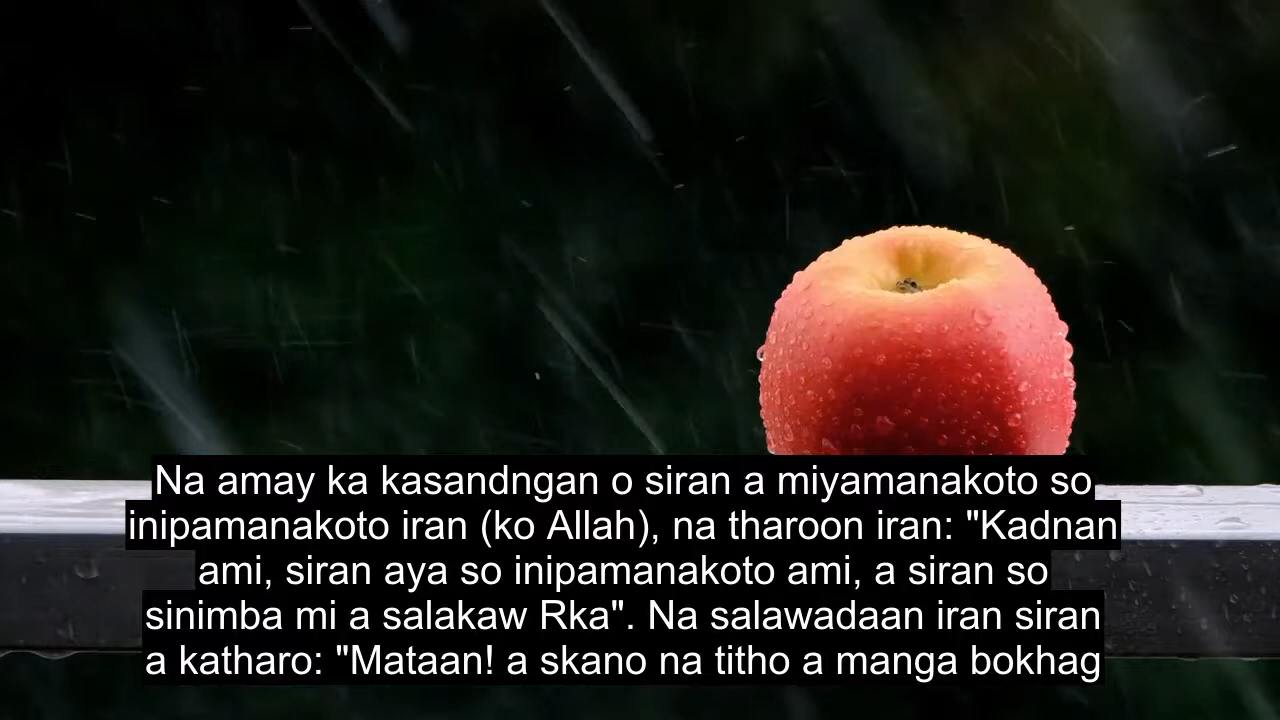 Na amay ka kasandngan o siran a miyamanakoto so
inipamanakoto iran (ko Allah), na tharoon iran: "Kadnan
ami, siran aya so inipamanakoto ami, a siran so
sinimba mi a salakaw Rka". Na salawadaan iran siran
a katharo: "Mataan! a skano na titho a manga bokhag